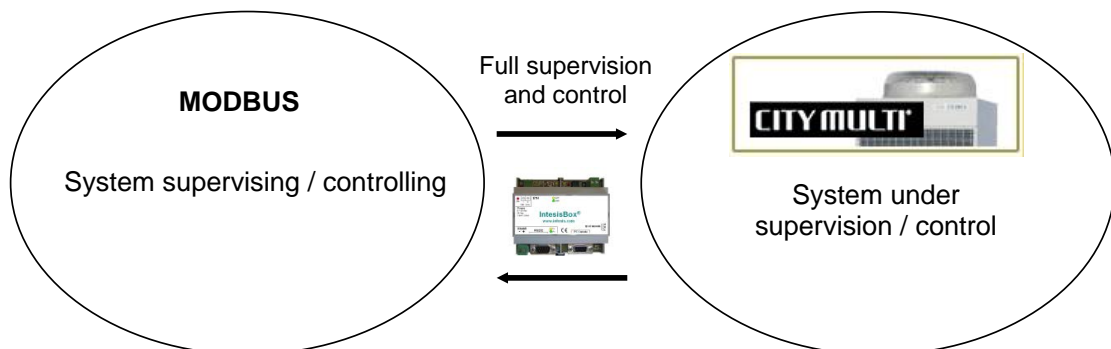 MODBUS
System supervising / controlling
Full supervision
and control
IntesisBox®
CITY MULTI®
System under
supervision / control